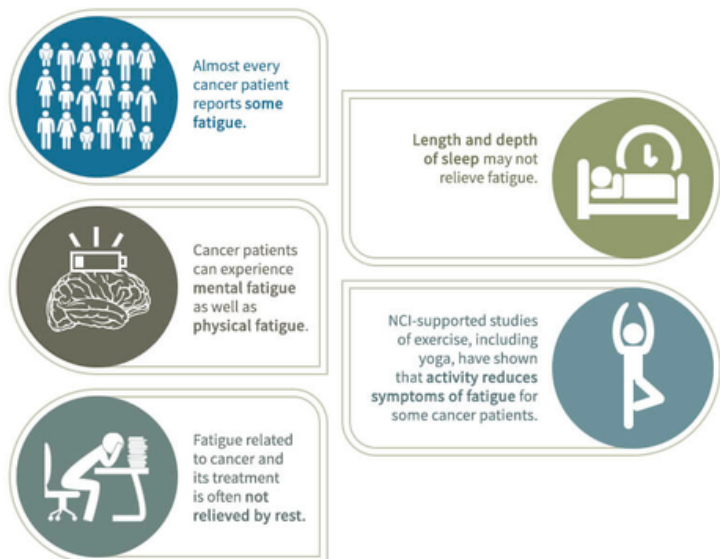 Almost every
cancer patient
reports some
fatigue.
Length and depth
of sleep may not
relieve fatigue.
Cancer patients
can experience
mental fatigue
as well as
physical fatigue.
NCI-supported studies
of exercise, including
yoga, have shown
that activity reduces
symptoms of fatigue for
some cancer patients.
Fatigue related
to cancer and
its treatment
is often not
relieved by rest.